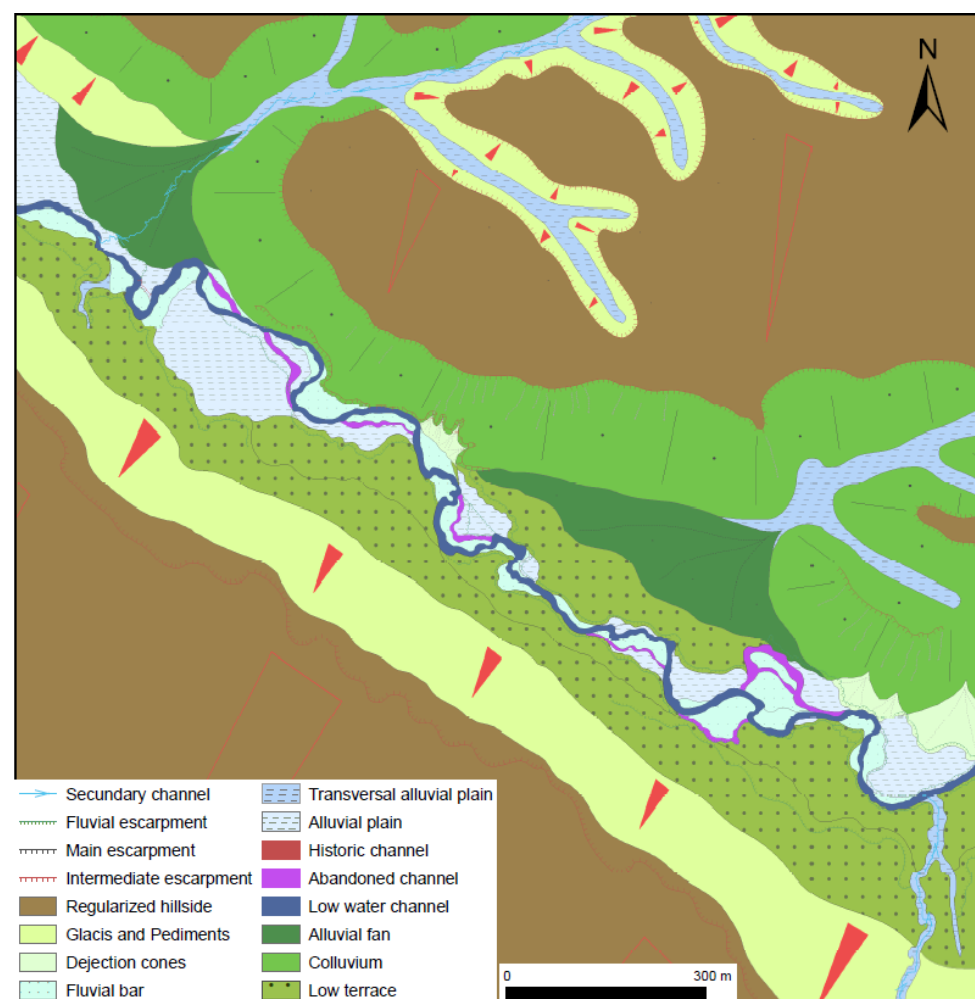 N
Secundary channel
Fluvial escarpment
Main escarpment
Intermediate escarpment
Regularized hillside
Glacis and Pediments
Dejection cones
Fluvial bar
Transversal alluvial plain
Alluvial plain
Historic channel
Abandoned channel
Low water channel
Alluvial fan
Colluvium
Low terrace
0 300 m